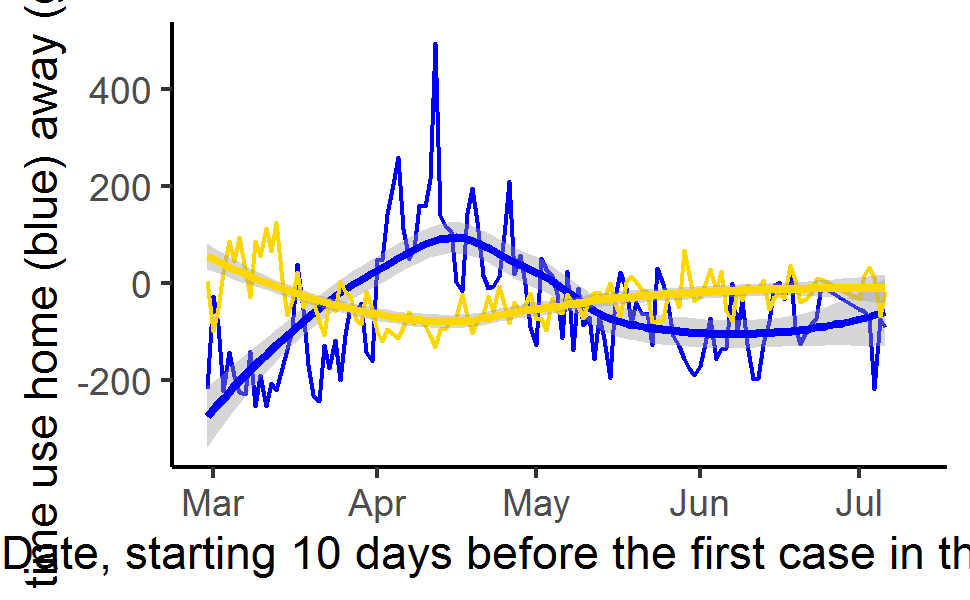 time use home (blue) away (
400
200
0
-200
Mar Apr May Jun Jul
Date, starting 10 days before the first case in th